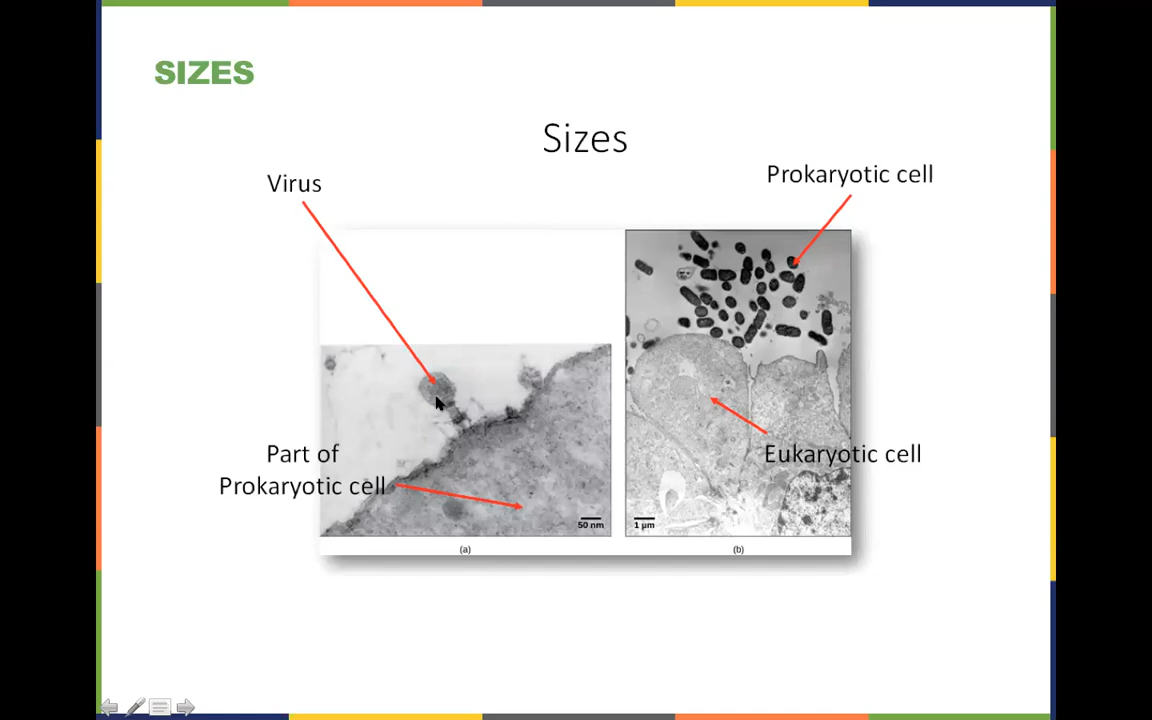 SIZES
Sizes
Virus
Prokaryotic cell
Part of
Prokaryotic cell
Eukaryotic cell
50 nm
1 µm
(a)
(b)